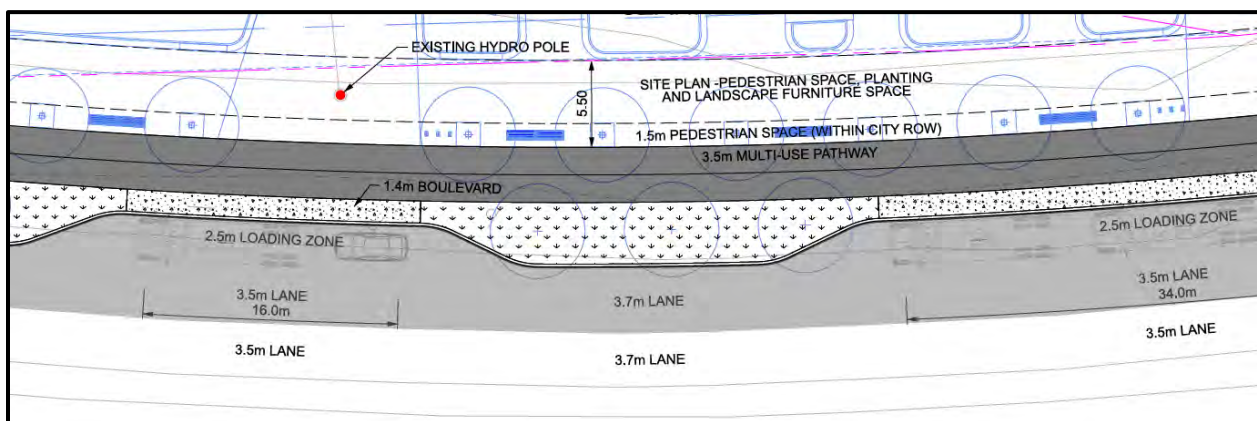 EXISTING HYDRO POLE
SITE PLAN -PEDESTRIAN SPACE, PLANTING
AND LANDSCAPE FURNITURE SPACE
5.50
1.5m PEDESTRIAN SPACE (WITHIN CITY ROW)
3.5m MULTI-USE PATHWAY
1.4m BOULEVARD
2.5m LOADING ZONE
2.5m LOADING ZONE
3.5m LANE
16.0m
3.7m LANE
3.5m LANE
34.0m
3.5m LANE
3.7m LANE
3.5m LANE